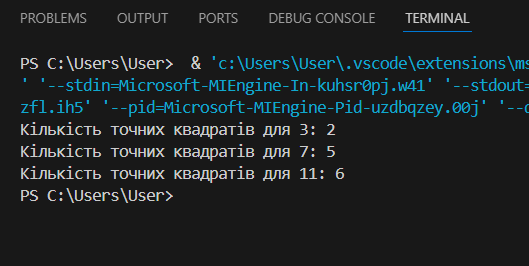 PROBLEMS OUTPUT PORTS DEBUG CONSOLE TERMINAL
PS C:\Users\User>  & 'c:\Users\User\.vscode\extensions\ms
' '--stdin=Microsoft-MIEngine-In-kuhsr0pj.w41' '--stdout=
zfl.ih5' '--pid=Microsoft-MIEngine-Pid-uzdbqzey.00j' '--d
Кількість точних квадратів для 3: 2
Кількість точних квадратів для 7: 5
Кількість точних квадратів для 11: 6
PS C:\Users\User>